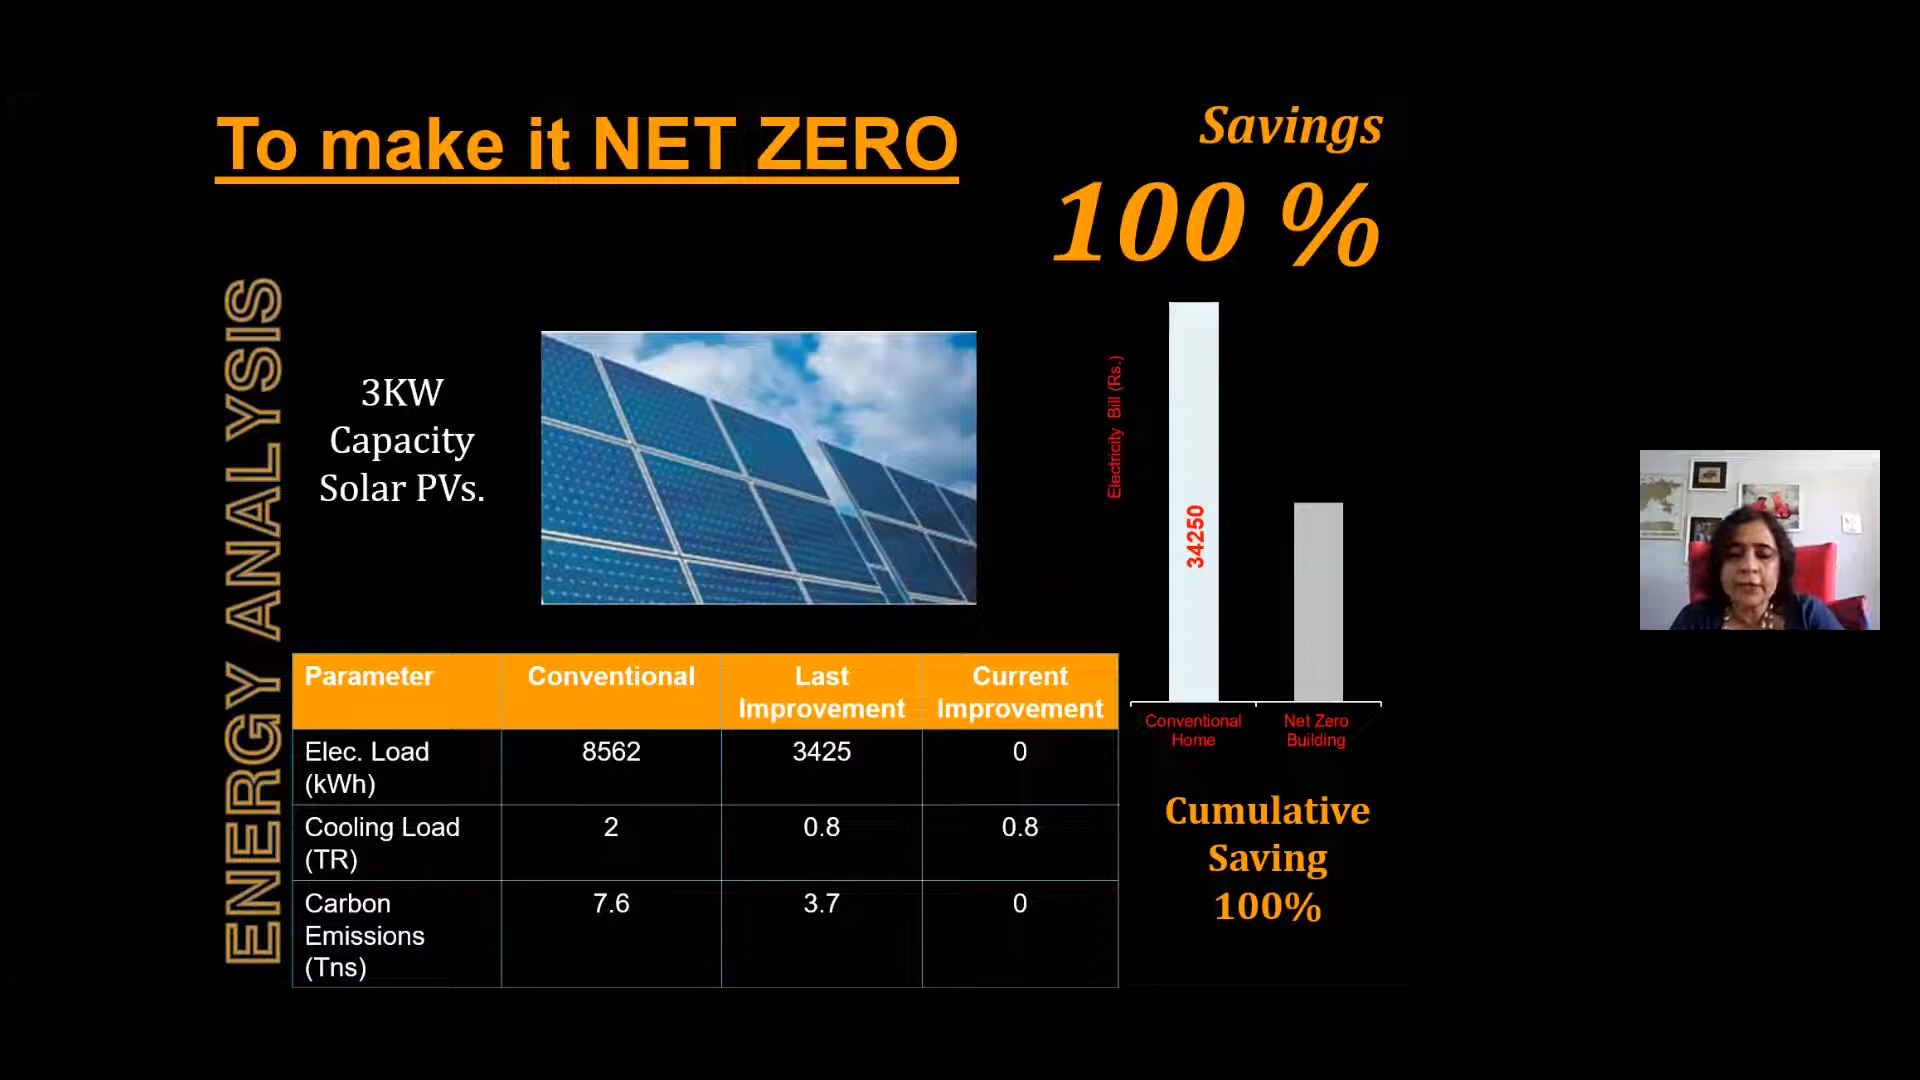 To make it NET ZERO
Savings
100 %
ENERGY ANALYSIS
3KW
Capacity
Solar PVs.
Electricity Bill (Rs.)
34250
Conventional
Home
Net Zero
Building
Parameter Conventional Last Improvement Current Improvement
Elec. Load (kWh) 8562 3425 0
Cooling Load (TR) 2 0.8 0.8
Carbon Emissions (Tns) 7.6 3.7 0
Cumulative
Saving
100%